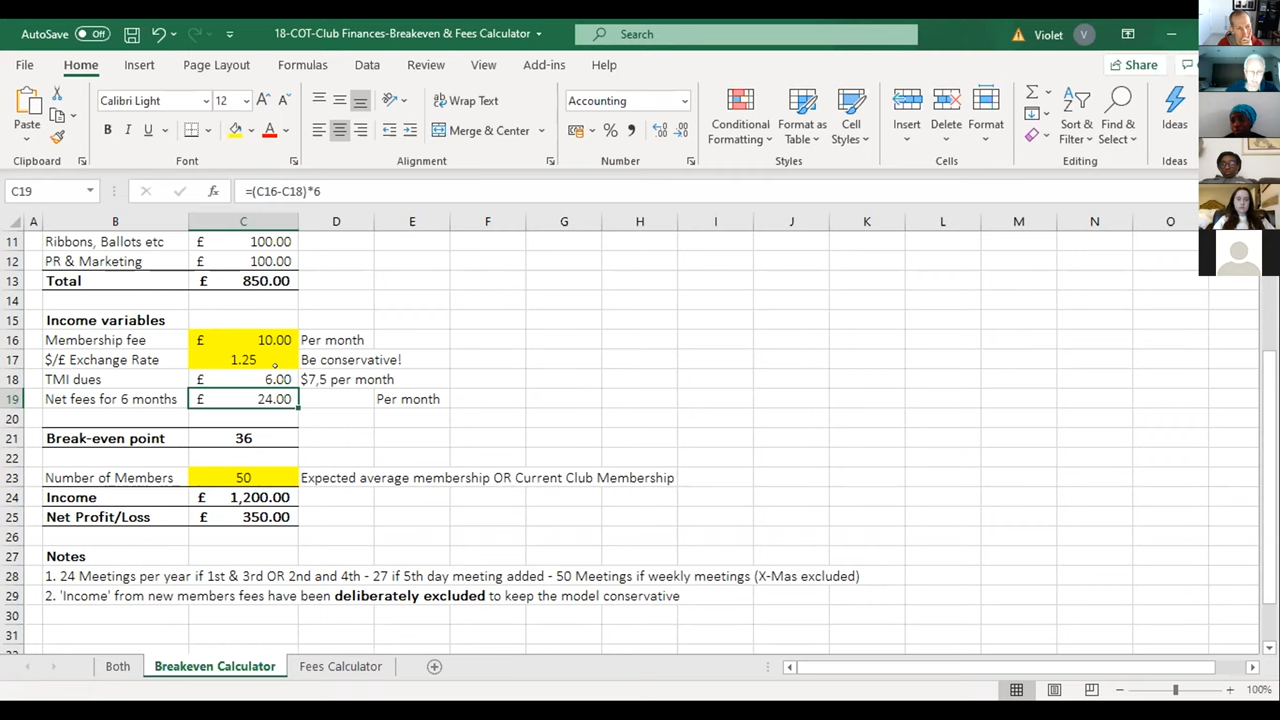 AutoSave Off 18-COT-Club Finances-Breakeven & Fees Calculator Search Violet V
File Home Insert Page Layout Formulas Data Review View Add-ins Help Share
Calibri Light 12 Wrap Text Accounting
Paste B I U Merge & Center Conditional Formatting Format as Table Cell Styles Insert Delete Format Sort & Filter Find & Select Ideas
Clipboard Font Alignment Number Styles Cells Editing Ideas
C19 fx =(C16-C18)*6
A B C D E F G H I J K L M N O
11 Ribbons, Ballots etc £ 100.00
12 PR & Marketing £ 100.00
13 Total £ 850.00
14
15 Income variables
16 Membership fee £ 10.00 Per month
17 $/£ Exchange Rate 1.25 Be conservative!
18 TMI dues £ 6.00 $7,5 per month
19 Net fees for 6 months £ 24.00 Per month
20
21 Break-even point 36
22
23 Number of Members 50 Expected average membership OR Current Club Membership
24 Income £ 1,200.00
25 Net Profit/Loss £ 350.00
26
27 Notes
28 1. 24 Meetings per year if 1st & 3rd OR 2nd and 4th - 27 if 5th day meeting added - 50 Meetings if weekly meetings (X-Mas excluded)
29 2. 'Income' from new members fees have been deliberately excluded to keep the model conservative
30
31
Both Breakeven Calculator Fees Calculator
100%